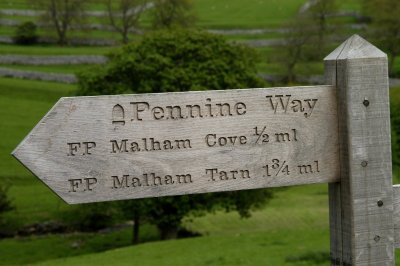 Pennine Way
FP Malham Cove ½ ml
FP Malham Tarn 1¾ ml